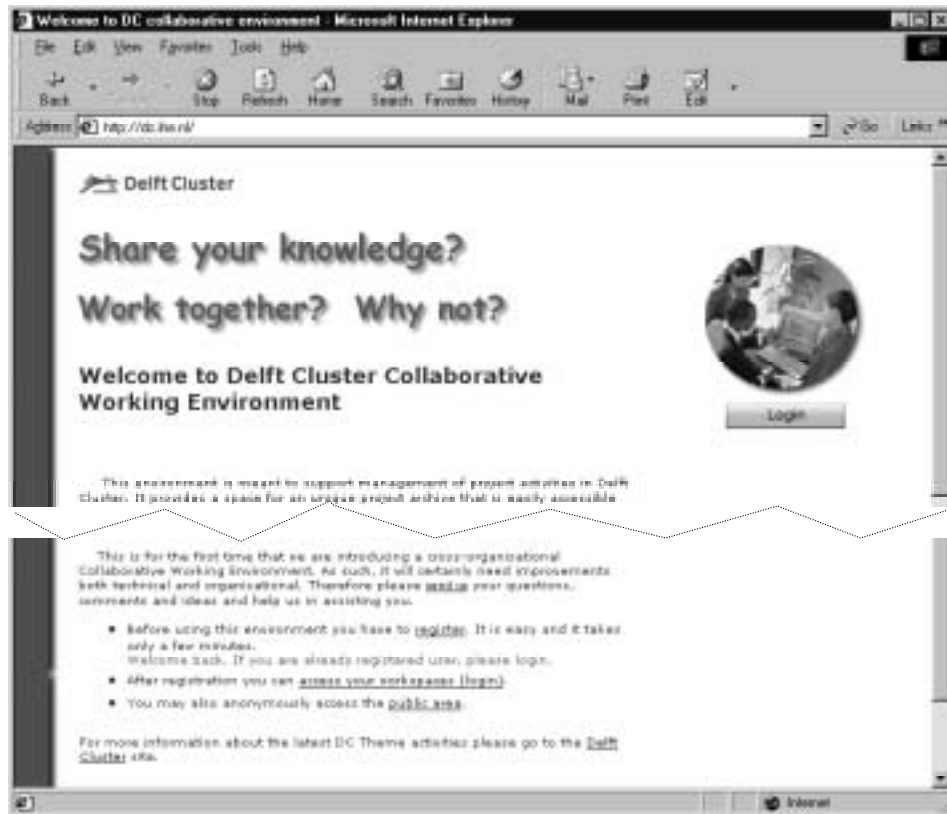 Welcome to DC collaborative environment - Microsoft Internet Explorer
File Edit View Favorites Tools Help
Back Stop Refresh Home Search Favorites History Mail Print Edit
Address http://dc.ihe.nl/ Go Links »
Delft Cluster
Share your knowledge?
Work together? Why not?
Welcome to Delft Cluster Collaborative
Working Environment
Login
This environment is meant to support management of project activities in Delft
Cluster. It provides a space for an unique project archive that is easily accessible
This is for the first time that we are introducing a cross-organisational
Collaborative Working Environment. As such, it will certainly need improvements
both technical and organisational. Therefore please send us your questions,
comments and ideas and help us in assisting you.
• Before using this environment you have to register. It is easy and it takes
only a few minutes.
Welcome back. If you are already registered user, please login.
• After registration you can access your workspaces (login).
• You may also anonymously access the public area.
For more information about the latest DC Theme activities please go to the Delft
Cluster site.
Internet